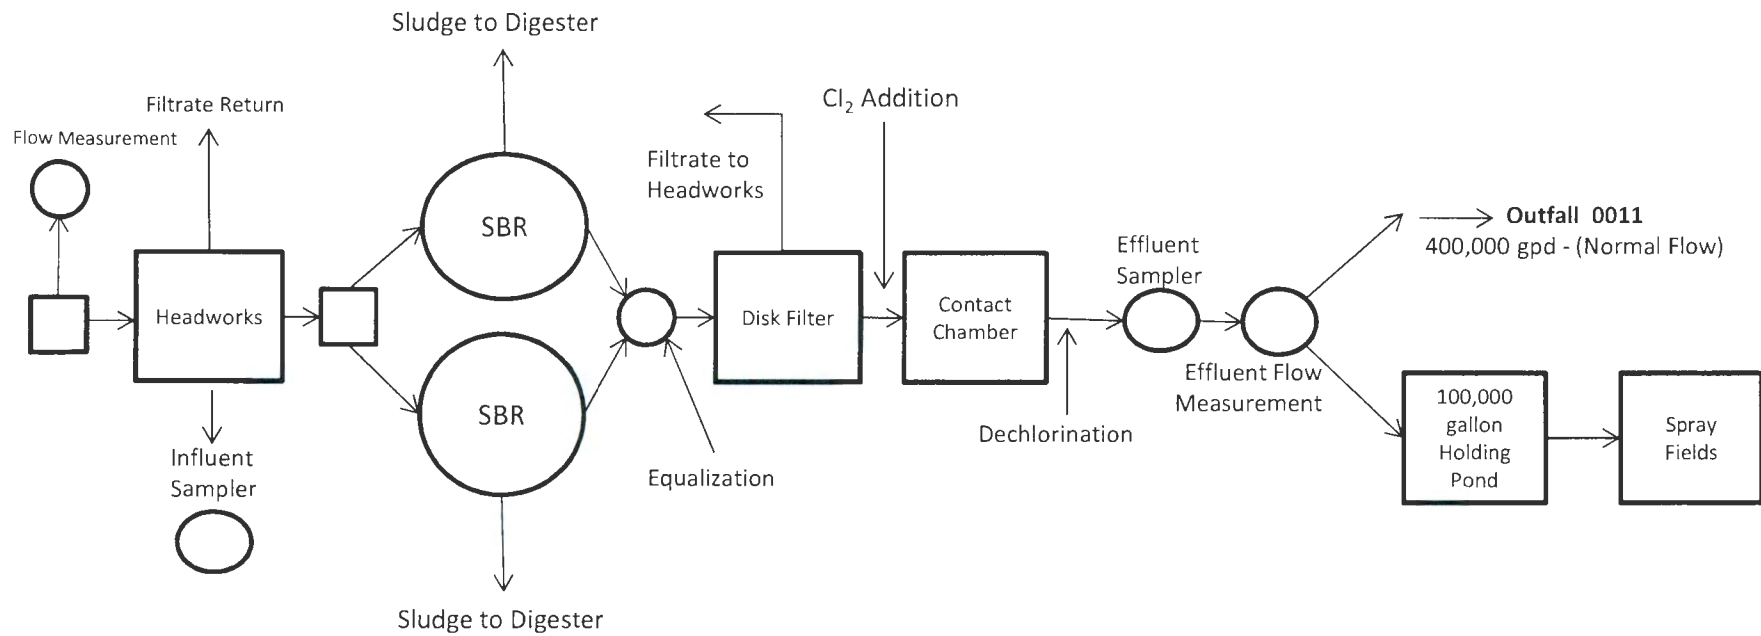 Sludge to Digester
Filtrate Return
Flow Measurement
Cl₂ Addition
Filtrate to
Headworks
SBR
Outfall 0011
400,000 gpd - (Normal Flow)
Effluent
Sampler
Headworks
Disk Filter
Contact
Chamber
Effluent Flow
Measurement
SBR
100,000
gallon
Holding
Pond
Spray
Fields
Dechlorination
Influent
Sampler
Equalization
Sludge to Digester